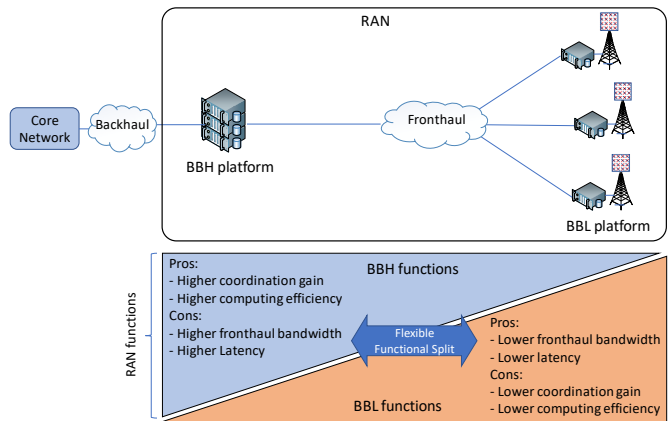 RAN
Core
Network
Backhaul
Fronthaul
BBH platform
BBL platform
RAN functions
Pros:
- Higher coordination gain
- Higher computing efficiency
Cons:
- Higher fronthaul bandwidth
- Higher Latency
BBH functions
Flexible
Functional Split
Pros:
- Lower fronthaul bandwidth
- Lower latency
Cons:
- Lower coordination gain
- Lower computing efficiency
BBL functions